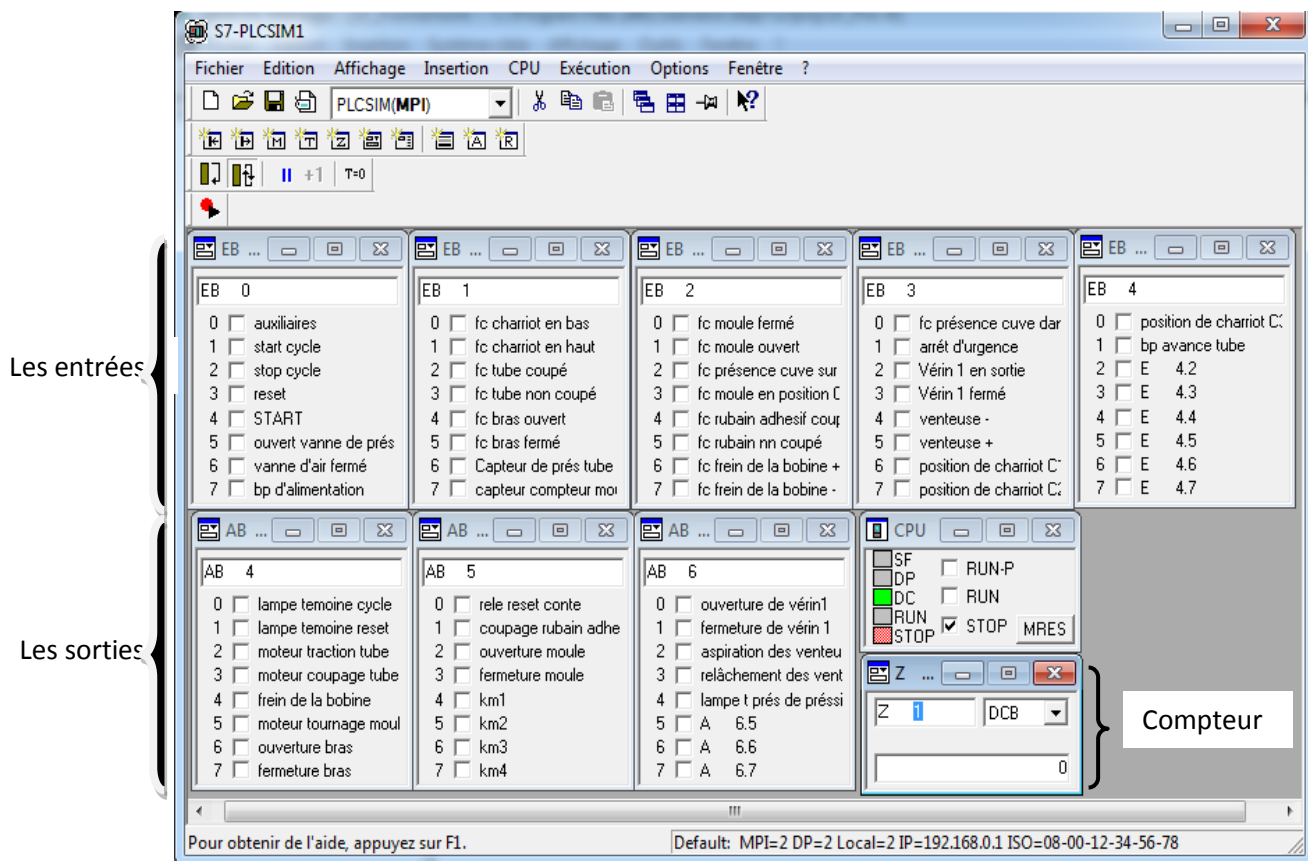 S7-PLCSIM1
Fichier Edition Affichage Insertion CPU Exécution Options Fenêtre ?
PLCSIM(MPI)
+1 T=0
Les entrées
EB ...
EB 0
0 auxiliaires
1 start cycle
2 stop cycle
3 reset
4 START
5 ouvert vanne de prés
6 vanne d'air fermé
7 bp d'alimentation
EB ...
EB 1
0 fc charriot en bas
1 fc charriot en haut
2 fc tube coupé
3 fc tube non coupé
4 fc bras ouvert
5 fc bras fermé
6 Capteur de prés tube
7 capteur compteur mou
EB ...
EB 2
0 fc moule fermé
1 fc moule ouvert
2 fc présence cuve sur
3 fc moule en position
4 fc rubain adhesif coup
5 fc rubain nn coupé
6 fc frein de la bobine +
7 fc frein de la bobine -
EB ...
EB 3
0 fc présence cuve dar
1 arrét d'urgence
2 Vérin 1 en sortie
3 Vérin 1 fermé
4 venteuse -
5 venteuse +
6 position de charriot C
7 position de charriot C
EB ...
EB 4
0 position de charriot C
1 bp avance tube
2 E 4.2
3 E 4.3
4 E 4.4
5 E 4.5
6 E 4.6
7 E 4.7
Les sorties
AB ...
AB 4
0 lampe temoine cycle
1 lampe temoine reset
2 moteur traction tube
3 moteur coupage tube
4 frein de la bobine
5 moteur tournage moul
6 ouverture bras
7 fermeture bras
AB ...
AB 5
0 rele reset conte
1 coupage rubain adhe
2 ouverture moule
3 fermeture moule
4 km1
5 km2
6 km3
7 km4
AB ...
AB 6
0 ouverture de vérin1
1 fermeture de vérin 1
2 aspiration des venteu
3 relâchement des vent
4 lampe t prés de préssi
5 A 6.5
6 A 6.6
7 A 6.7
CPU
SF
DP
DC
RUN
STOP
RUN-P
RUN
STOP MRES
Z ...
Z 1 DCB
0
Compteur
Pour obtenir de l'aide, appuyez sur F1. Default: MPI=2 DP=2 Local=2 IP=192.168.0.1 ISO=08-00-12-34-56-78